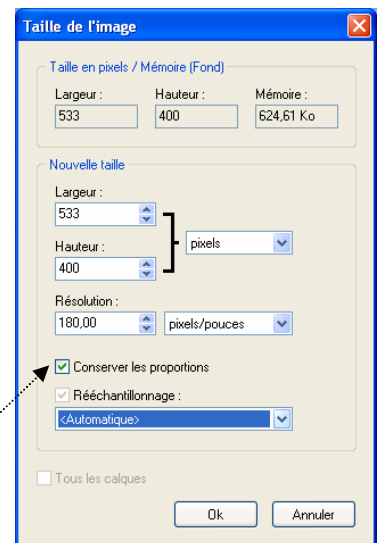 Taille de l'image
Taille en pixels / Mémoire (Fond)
Largeur : Hauteur : Mémoire :
533 400 624,61 Ko
Nouvelle taille
Largeur :
533
pixels
Hauteur :
400
Résolution :
180,00 pixels/pouces
Conserver les proportions
Rééchantillonnage :
<Automatique>
Tous les calques
Ok Annuler